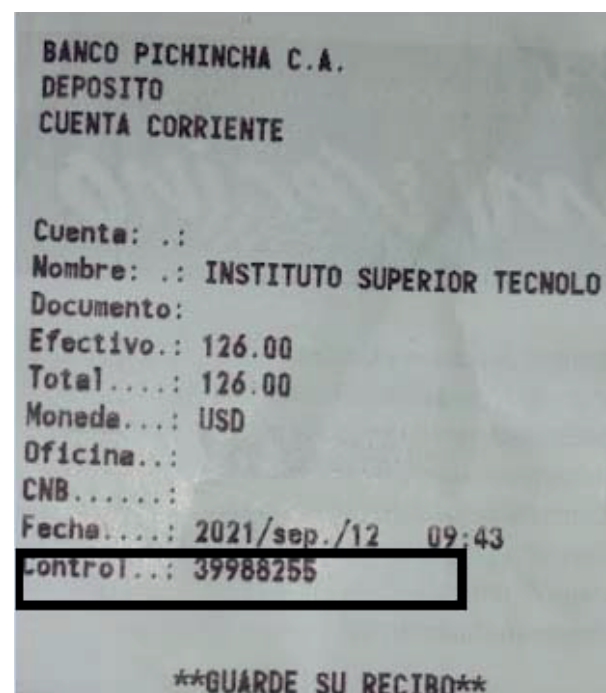 BANCO PICHINCHA C.A.
DEPOSITO
CUENTA CORRIENTE
Cuenta: .:
Nombre: .: INSTITUTO SUPERIOR TECNOLO
Documento:
Efectivo.: 126.00
Total....: 126.00
Moneda...: USD
Oficina..:
CNB......:
Fecha....: 2021/sep./12 09:43
Control..: 39988255
**GUARDE SU RECIBO**